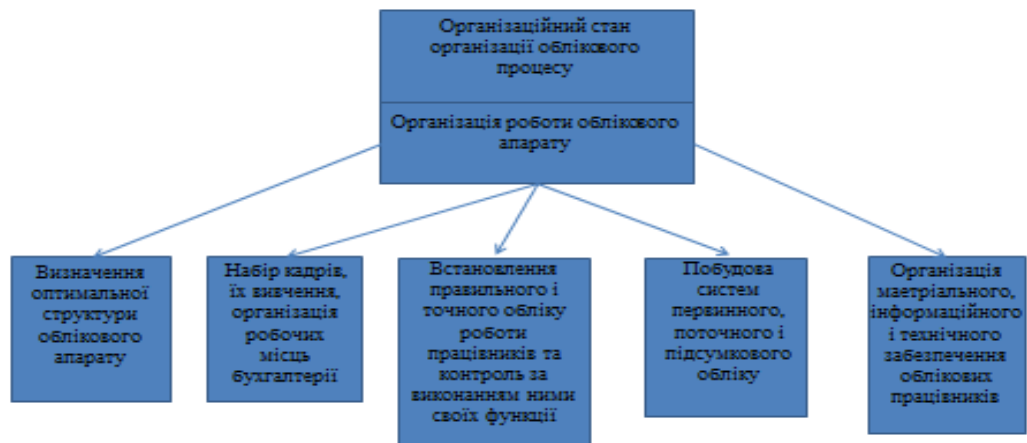 Організаційний стан
організації облікового
процесу
Організація роботи облікового
апарату
Визначення
оптимальної
структури
облікового
апарату
Набір кадрів,
їх вивчення,
організація
робочих
місць
бухгалтерії
Встановлення
правильного і
точного обліку
роботи
працівників та
контроль за
виконанням ними
своїх функції
Побудова
систем
первинного,
поточного і
підсумкового
обліку
Організація
маетріального,
інформаційного
і технічного
забезпечення
облікових
працівників